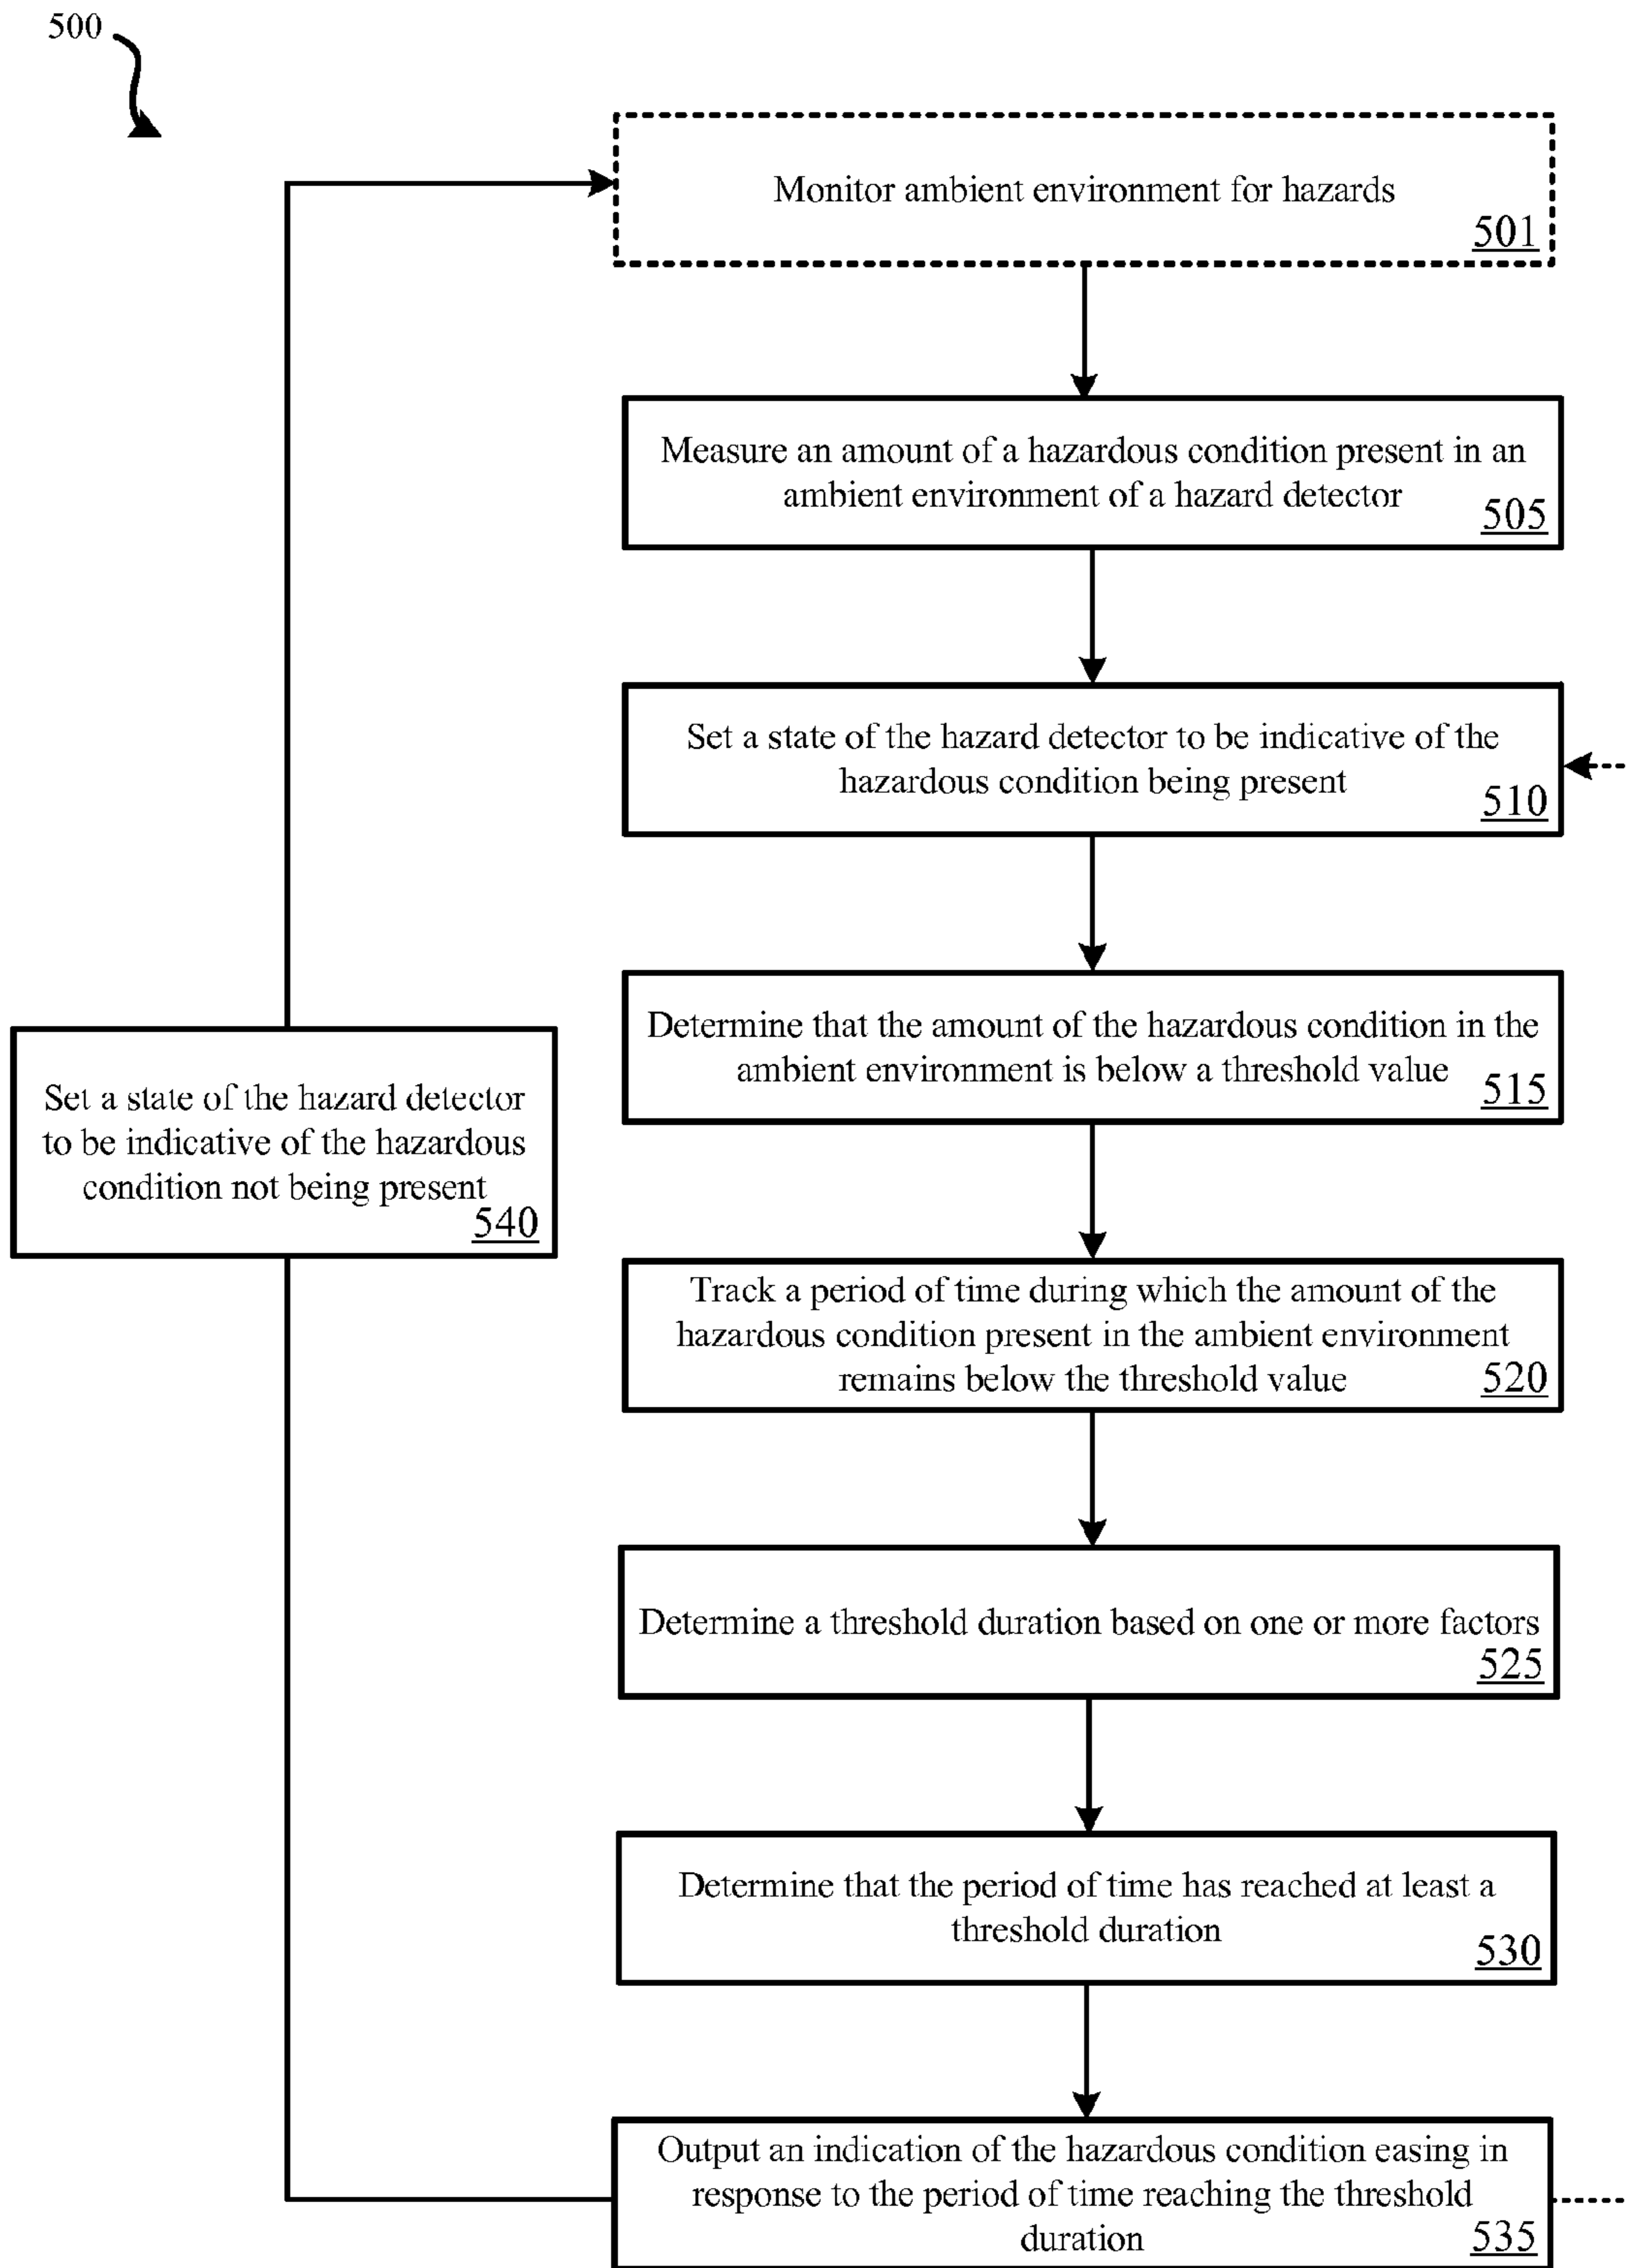 500
Monitor ambient environment for hazards
501
Measure an amount of a hazardous condition present in an
ambient environment of a hazard detector
505
Set a state of the hazard detector to be indicative of the
hazardous condition being present
510
Determine that the amount of the hazardous condition in the
ambient environment is below a threshold value
515
Set a state of the hazard detector
to be indicative of the hazardous
condition not being present
540
Track a period of time during which the amount of the
hazardous condition present in the ambient environment
remains below the threshold value
520
Determine a threshold duration based on one or more factors
525
Determine that the period of time has reached at least a
threshold duration
530
Output an indication of the hazardous condition easing in
response to the period of time reaching the threshold
duration
535